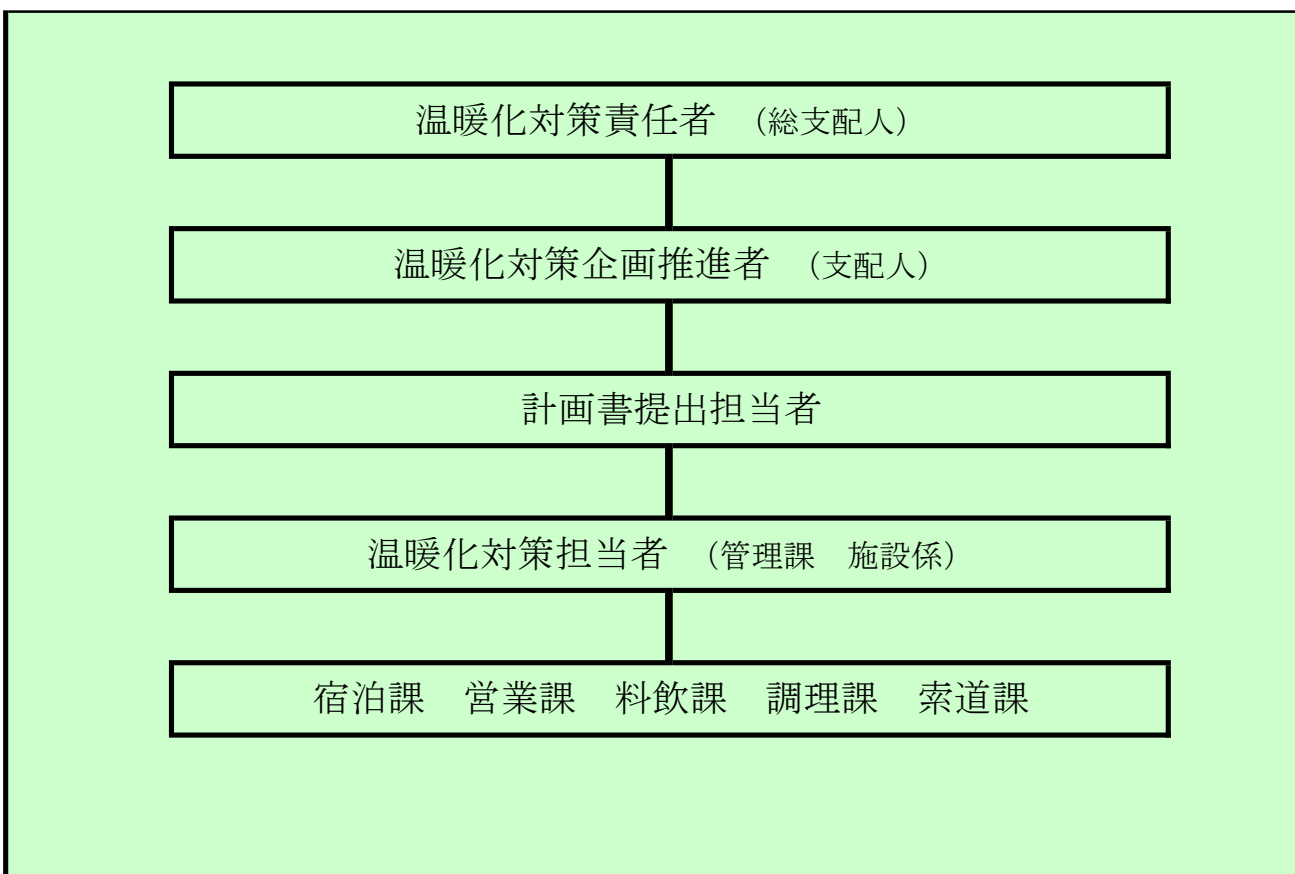 温暖化対策責任者　（総支配人）
温暖化対策企画推進者　（支配人）
計画書提出担当者
温暖化対策担当者　（管理課　施設係）
宿泊課　営業課　料飲課　調理課　索道課